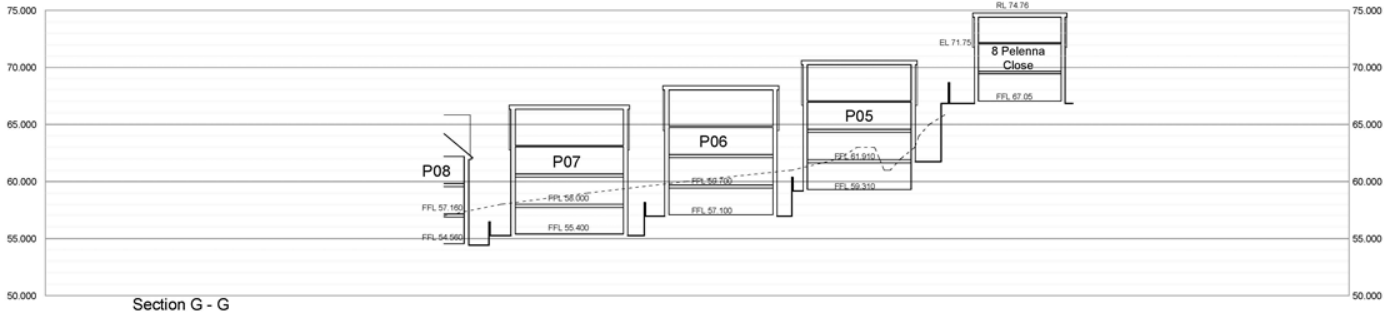 RL 74.76
75.000
75.000
EL 71.75
8 Pelenna
Close
70.000
70.000
FFL 67.05
P05
65.000
65.000
P06
P07
P08
FFL 61.910
60.000
FFL 59.700
FFL 59.310
60.000
FFL 58.000
FFL 57.160
FFL 57.100
FFL 55.400
55.000
FFL 54.560
55.000
50.000
50.000
Section G - G